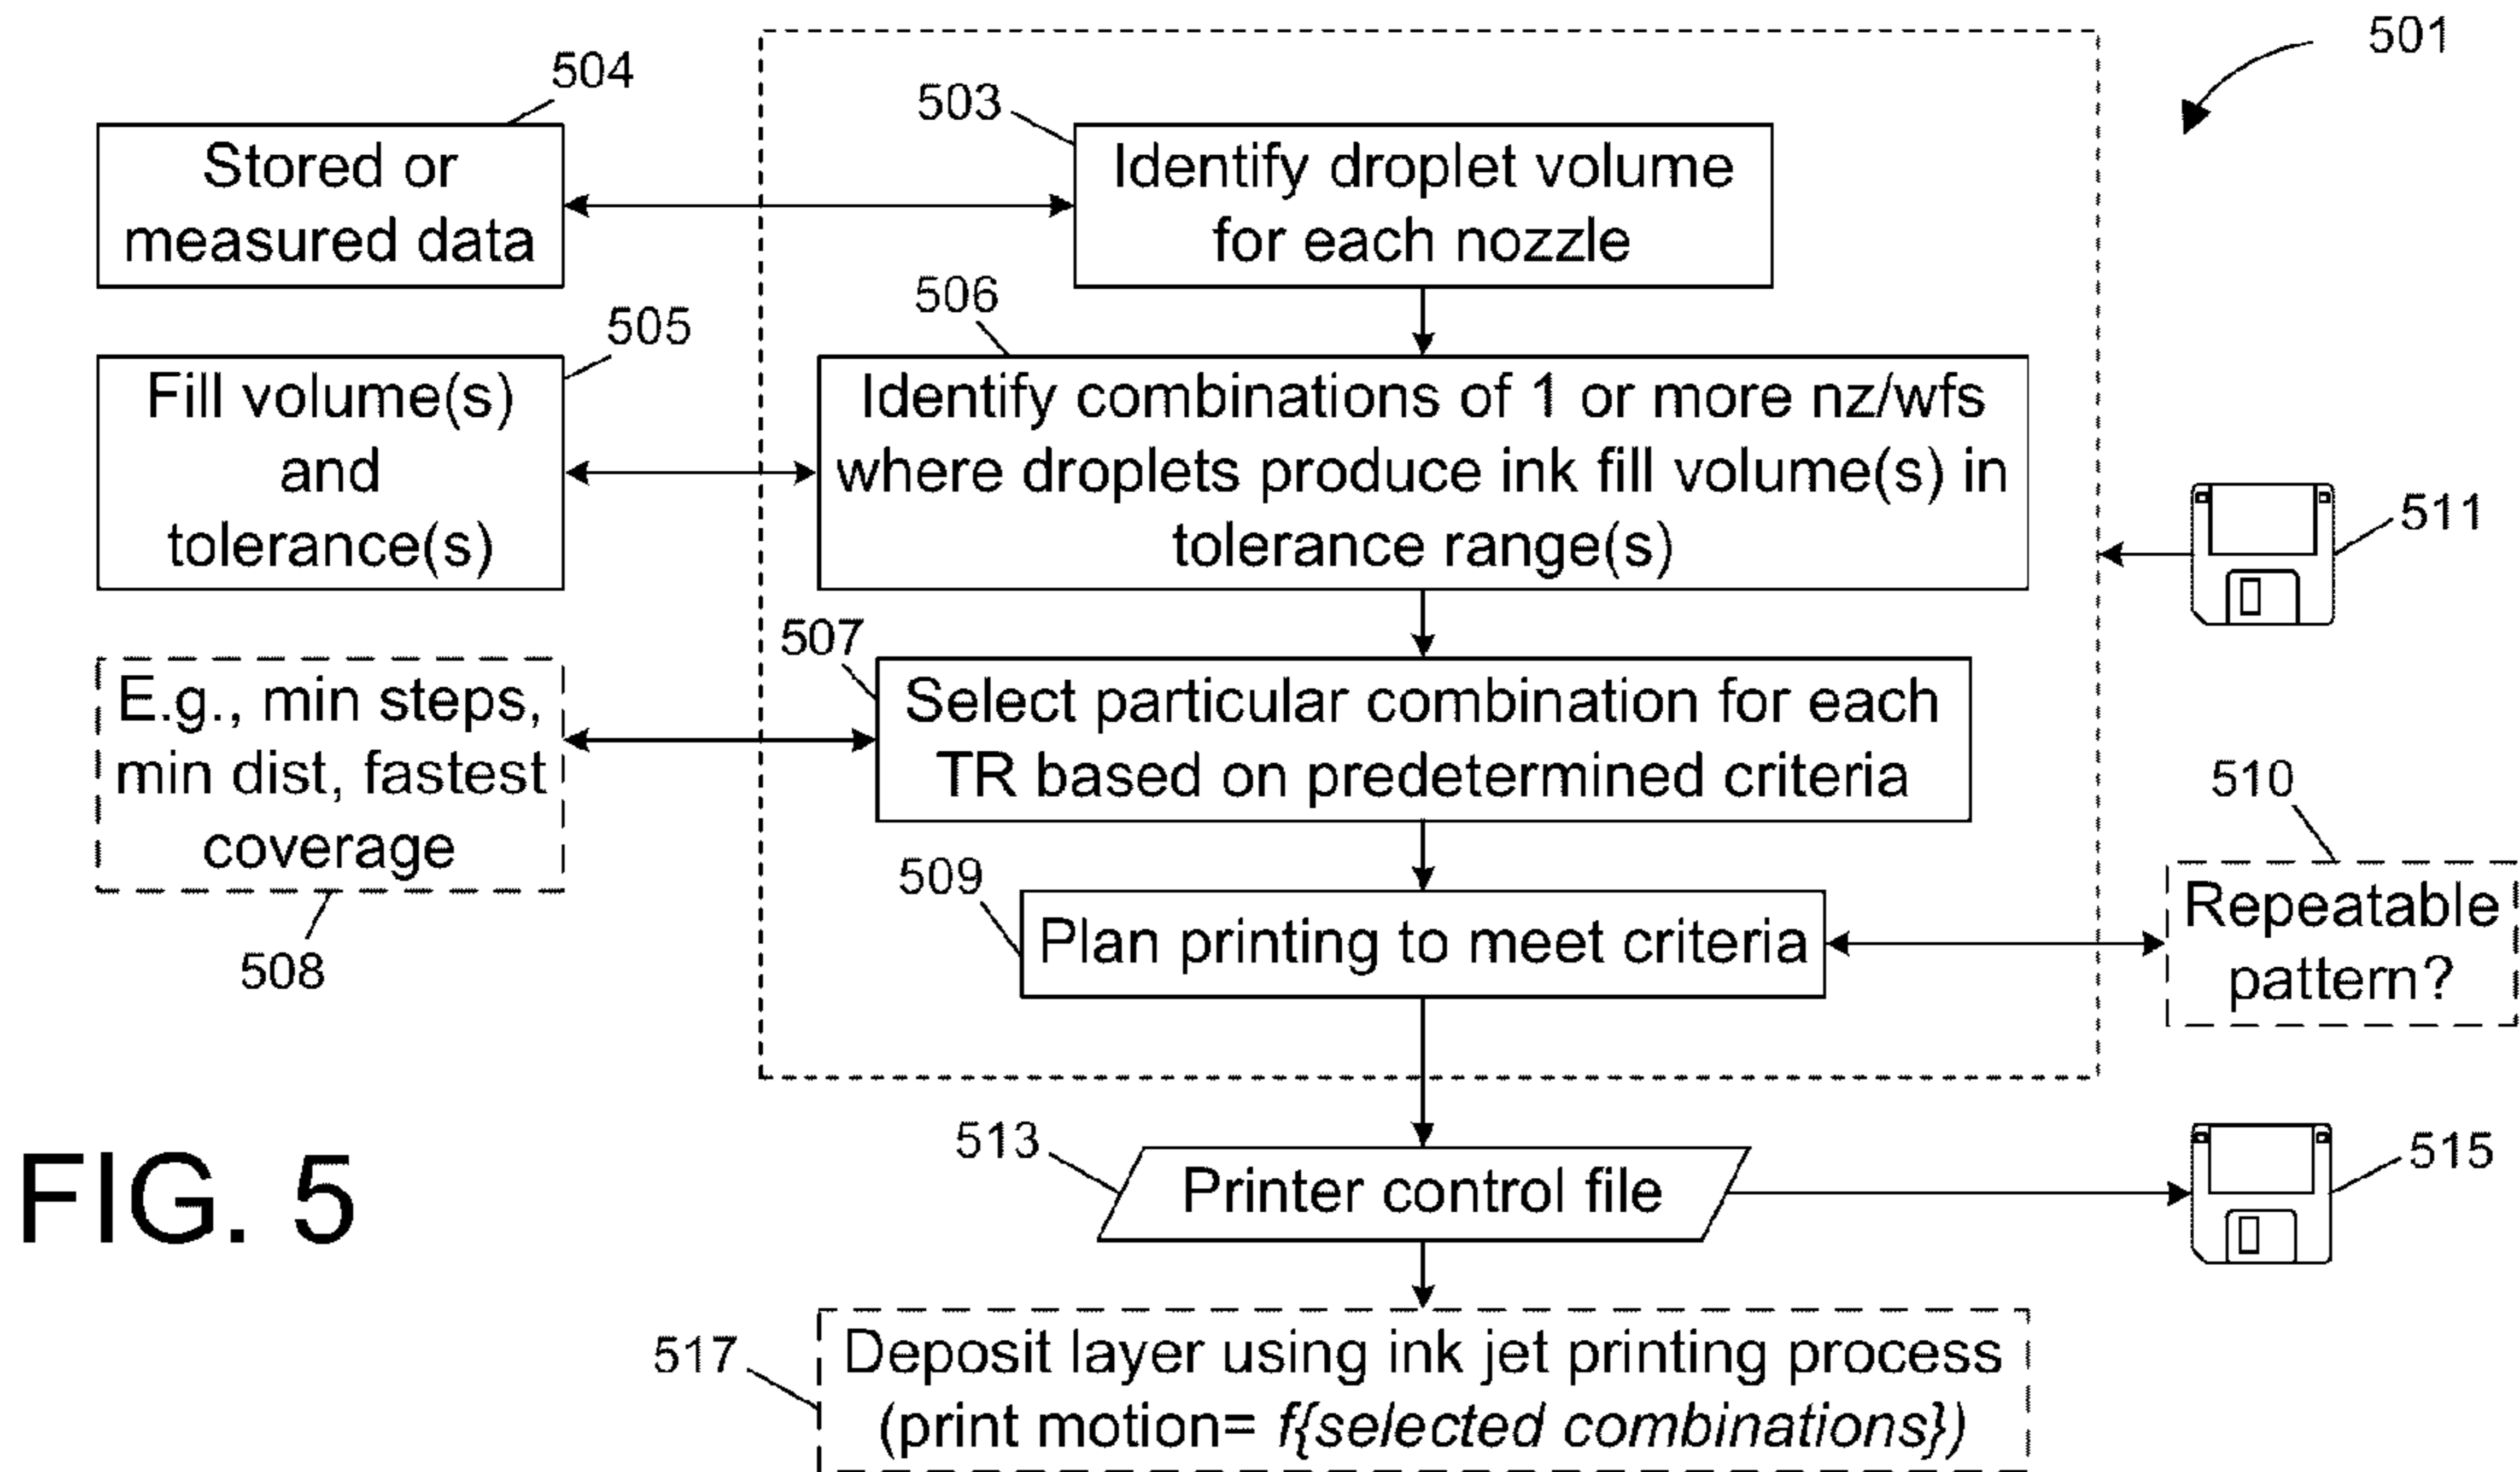 501
504
503
Stored or
measured data
Identify droplet volume
for each nozzle
505
506
Fill volume(s)
and
tolerance(s)
Identify combinations of 1 or more nz/wfs
where droplets produce ink fill volume(s) in
tolerance range(s)
511
507
E.g., min steps,
min dist, fastest
coverage
508
Select particular combination for each
TR based on predetermined criteria
510
509
Plan printing to meet criteria
Repeatable
pattern?
513
Printer control file
515
FIG. 5
517
Deposit layer using ink jet printing process
(print motion= f{selected combinations})